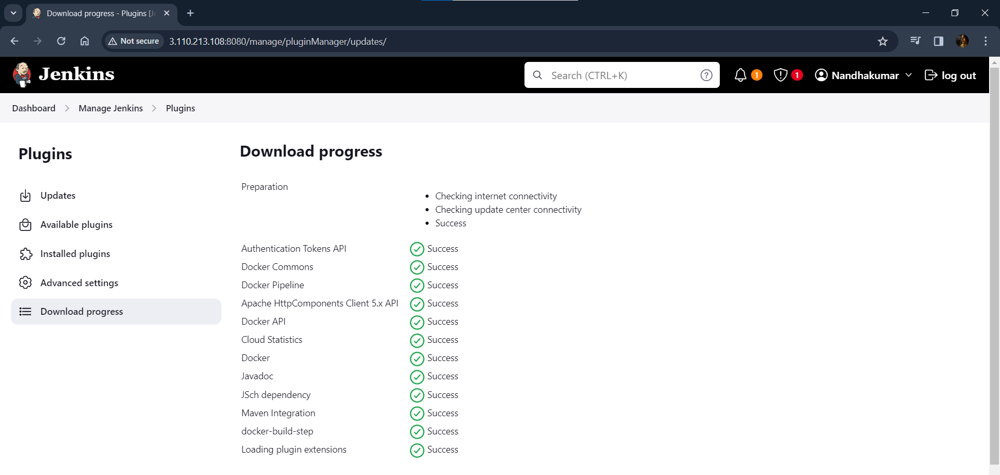 Download progress - Plugins [Je
Not secure
3.110.213.108:8080/manage/pluginManager/updates/
Jenkins
Search (CTRL+K)
?
1
1
Nandhakumar
log out
Dashboard
Manage Jenkins
Plugins
Plugins
Updates
Available plugins
Installed plugins
Advanced settings
Download progress
Download progress
Preparation
• Checking internet connectivity
• Checking update center connectivity
• Success
Authentication Tokens API Success
Docker Commons Success
Docker Pipeline Success
Apache HttpComponents Client 5.x API Success
Docker API Success
Cloud Statistics Success
Docker Success
Javadoc Success
JSch dependency Success
Maven Integration Success
docker-build-step Success
Loading plugin extensions Success